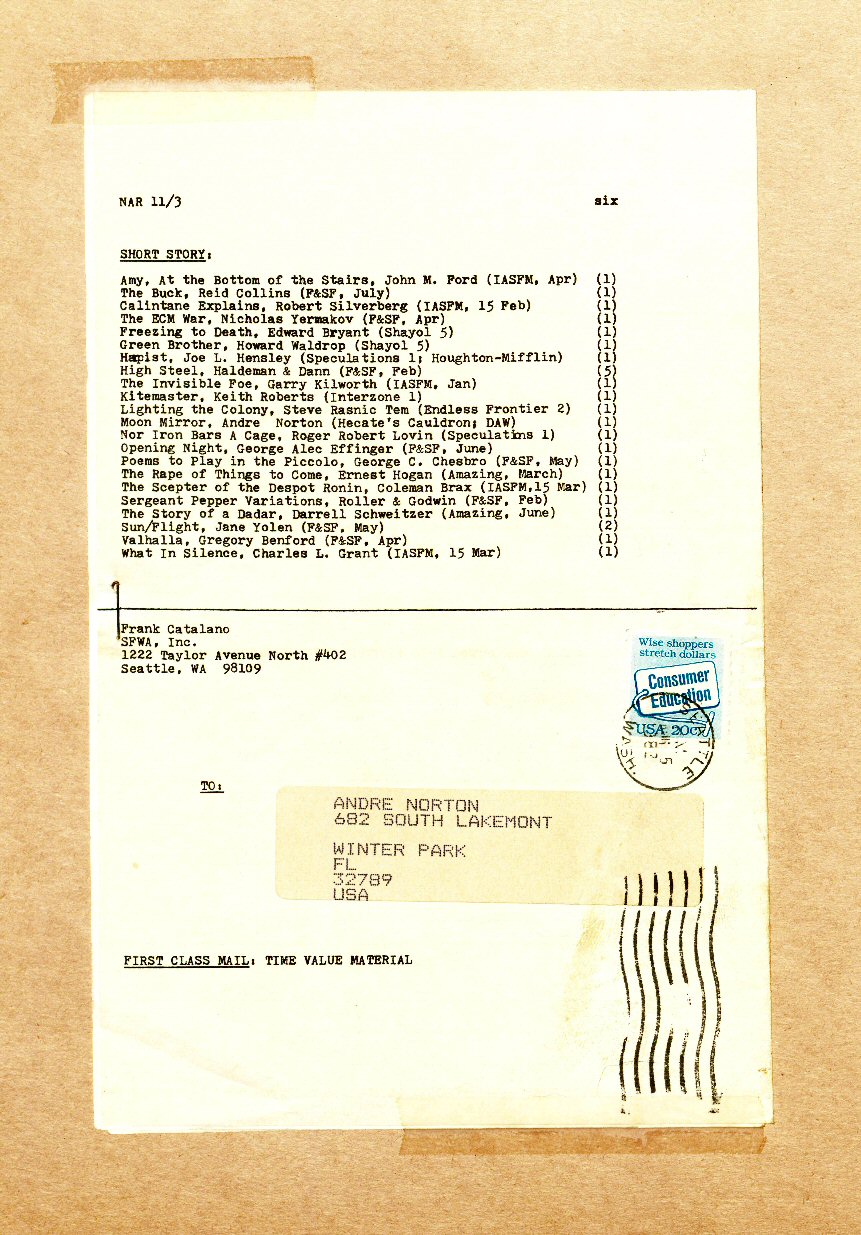 NAR 11/3 six
SHORT STORY:
Amy, At the Bottom of the Stairs, John M. Ford (IASFM, Apr) (1)
The Buck, Reid Collins (F&SF, July) (1)
Calintane Explains, Robert Silverberg (IASFM, 15 Feb) (1)
The ECM War, Nicholas Yermakov (F&SF, Apr) (1)
Freezing to Death, Edward Bryant (Shayol 5) (1)
Green Brother, Howard Waldrop (Shayol 5) (1)
Harpist, Joe L. Hensley (Speculations 1; Houghton-Mifflin) (1)
High Steel, Haldeman & Dann (F&SF, Feb) (5)
The Invisible Foe, Garry Kilworth (IASFM, Jan) (1)
Kitemaster, Keith Roberts (Interzone 1) (1)
Lighting the Colony, Steve Rasnic Tem (Endless Frontier 2) (1)
Moon Mirror, Andre Norton (Hecate's Cauldron; DAW) (1)
Nor Iron Bars A Cage, Roger Robert Lovin (Speculations 1) (1)
Opening Night, George Alec Effinger (F&SF, June) (1)
Poems to Play in the Piccolo, George C. Chesbro (F&SF, May) (1)
The Rape of Things to Come, Ernest Hogan (Amazing, March) (1)
The Scepter of the Despot Ronin, Coleman Brax (IASFM,15 Mar) (1)
Sergeant Pepper Variations, Roller & Godwin (F&SF, Feb) (1)
The Story of a Dadar, Darrell Schweitzer (Amazing, June) (1)
Sun/Flight, Jane Yolen (F&SF, May) (2)
Valhalla, Gregory Benford (F&SF, Apr) (1)
What In Silence, Charles L. Grant (IASFM, 15 Mar) (1)
Frank Catalano
SFWA, Inc.
1222 Taylor Avenue North #402
Seattle, WA 98109
Wise shoppers
stretch dollars
Consumer
Education
USA 20c
SEATTLE
WASH.
TO:
ANDRE NORTON
682 SOUTH LAKEMONT
WINTER PARK
FL
32789
USA
FIRST CLASS MAIL: TIME VALUE MATERIAL